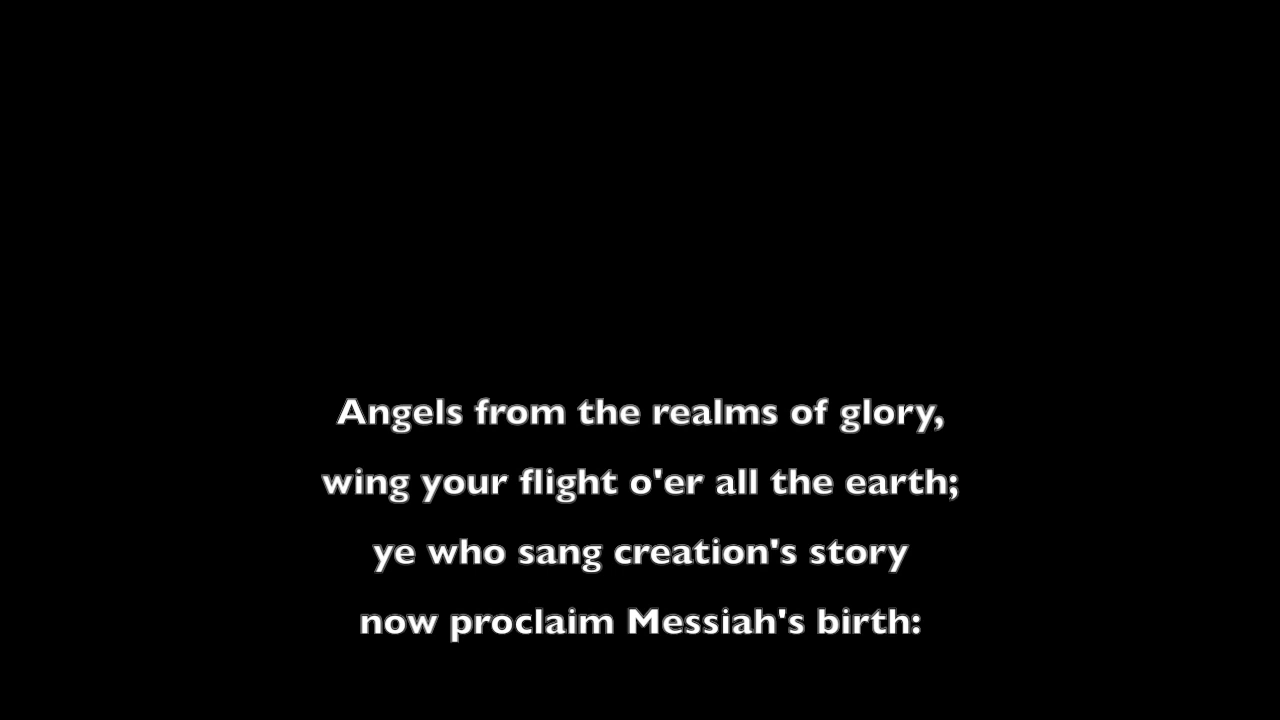 Angels from the realms of glory,
wing your flight o'er all the earth;
ye who sang creation's story
now proclaim Messiah's birth: